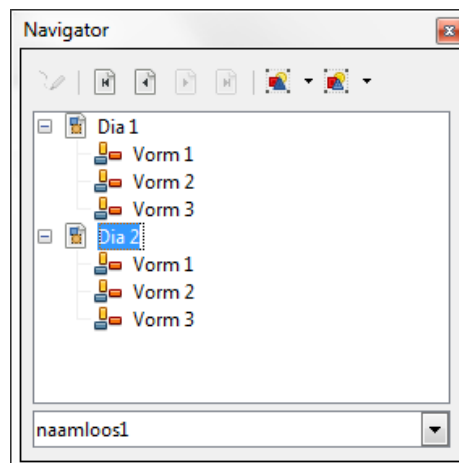 Navigator
Dia 1
Vorm 1
Vorm 2
Vorm 3
Dia 2
Vorm 1
Vorm 2
Vorm 3
naamloos1